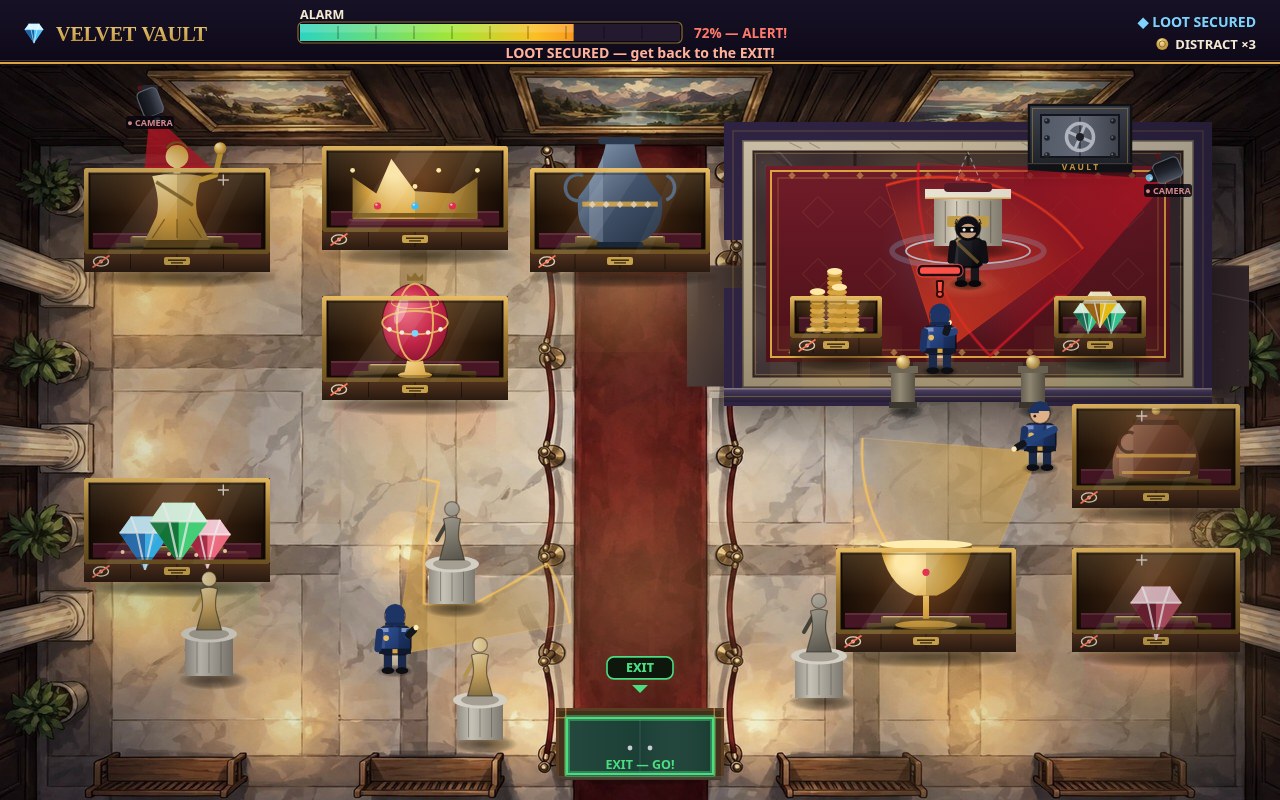 VELVET VAULT
ALARM
72% — ALERT!
LOOT SECURED — get back to the EXIT!
◆ LOOT SECURED
DISTRACT ×3
• CAMERA
VAULT
• CAMERA
!
EXIT
EXIT — GO!